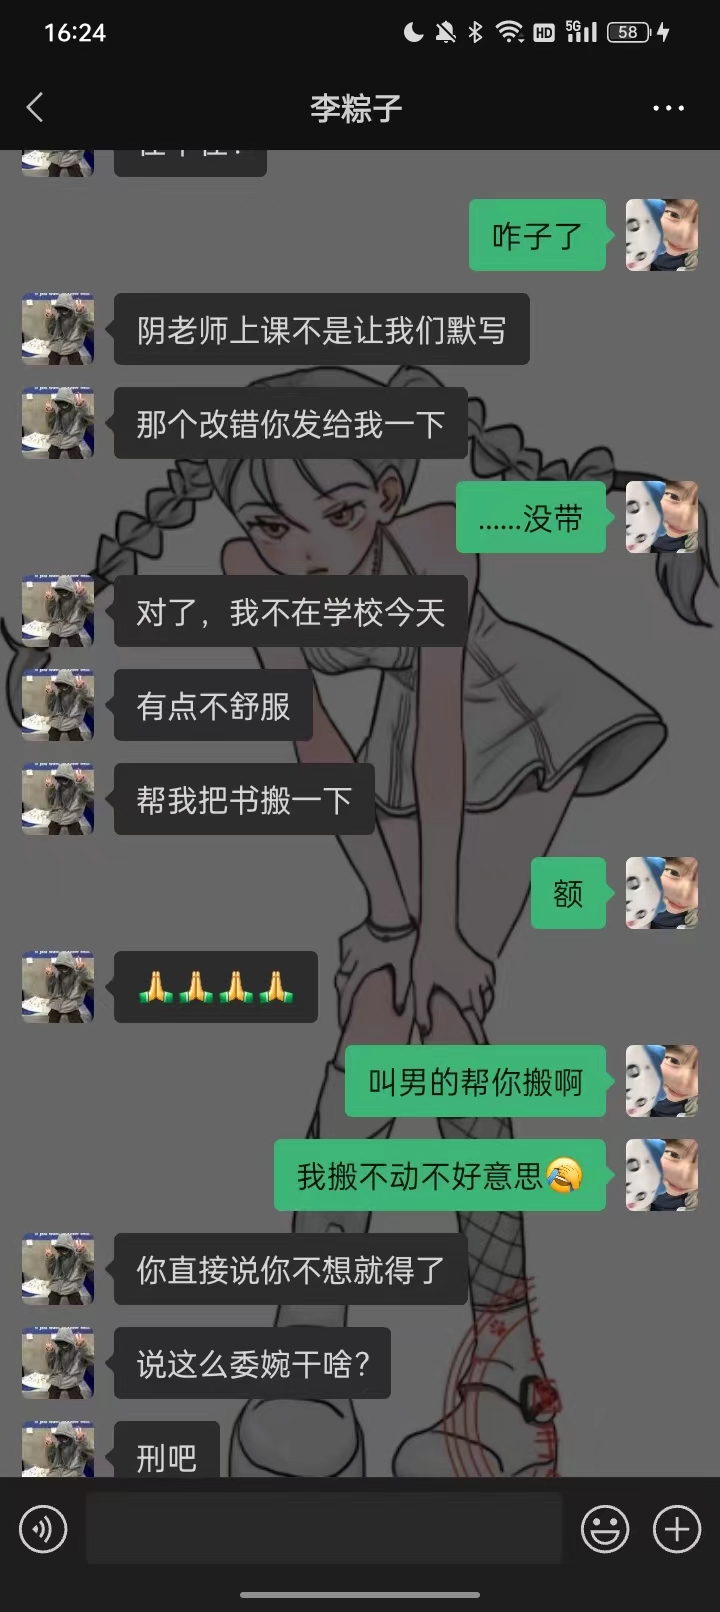 16:24
HD
5G
58
李粽子
咋子了
阴老师上课不是让我们默写
那个改错你发给我一下
......没带
对了，我不在学校今天
有点不舒服
帮我把书搬一下
额
🙏🙏🙏🙏
叫男的帮你搬啊
我搬不动不好意思🤣
你直接说你不想就得了
说这么委婉干啥？
刑吧